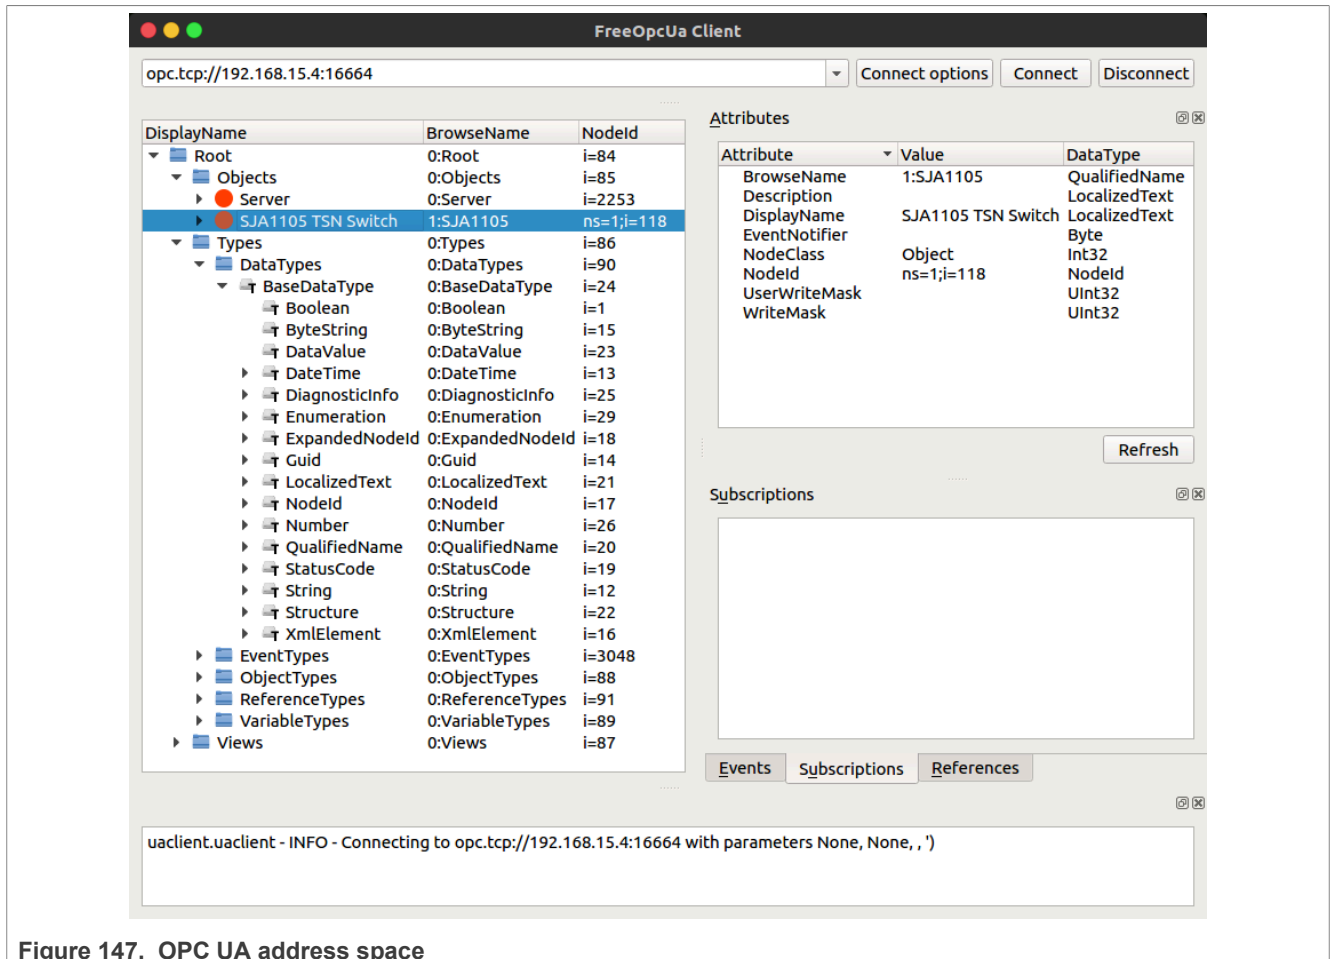 FreeOpcUa Client
opc.tcp://192.168.15.4:16664
Connect options
Connect
Disconnect
DisplayName BrowseName NodeId
Root 0:Root i=84
Objects 0:Objects i=85
Server 0:Server i=2253
SJA1105 TSN Switch 1:SJA1105 ns=1;i=118
Types 0:Types i=86
DataTypes 0:DataTypes i=90
BaseDataType 0:BaseDataType i=24
Boolean 0:Boolean i=1
ByteString 0:ByteString i=15
DataValue 0:DataValue i=23
DateTime 0:DateTime i=13
DiagnosticInfo 0:DiagnosticInfo i=25
Enumeration 0:Enumeration i=29
ExpandedNodeId 0:ExpandedNodeId i=18
Guid 0:Guid i=14
LocalizedText 0:LocalizedText i=21
NodeId 0:NodeId i=17
Number 0:Number i=26
QualifiedName 0:QualifiedName i=20
StatusCode 0:StatusCode i=19
String 0:String i=12
Structure 0:Structure i=22
XmlElement 0:XmlElement i=16
EventTypes 0:EventTypes i=3048
ObjectTypes 0:ObjectTypes i=88
ReferenceTypes 0:ReferenceTypes i=91
VariableTypes 0:VariableTypes i=89
Views 0:Views i=87
Attributes
Attribute Value DataType
BrowseName 1:SJA1105 QualifiedName
Description LocalizedText
DisplayName SJA1105 TSN Switch LocalizedText
EventNotifier Byte
NodeClass Object Int32
NodeId ns=1;i=118 NodeId
UserWriteMask UInt32
WriteMask UInt32
Refresh
Subscriptions
Events Subscriptions References
uaclient.uaclient - INFO - Connecting to opc.tcp://192.168.15.4:16664 with parameters None, None, , ')
Figure 147. OPC UA address space